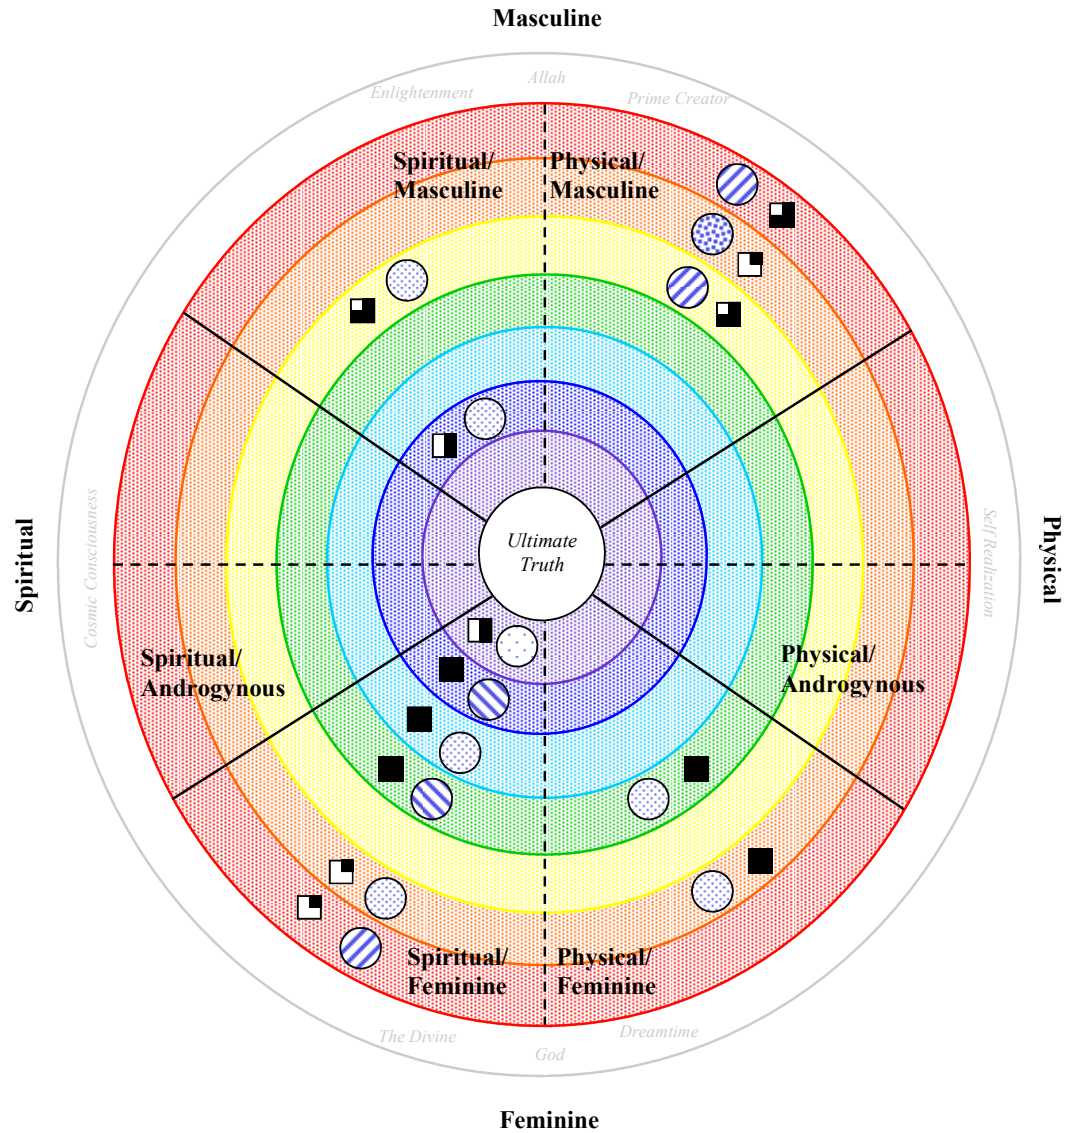 Masculine
Allah
Enlightenment
Prime Creator
Spiritual/
Masculine
Physical/
Masculine
Cosmic Consciousness
Spiritual
Ultimate
Truth
Self Realization
Physical
Spiritual/
Androgynous
Physical/
Androgynous
Spiritual/
Feminine
Physical/
Feminine
The Divine
God
Dreamtime
Feminine